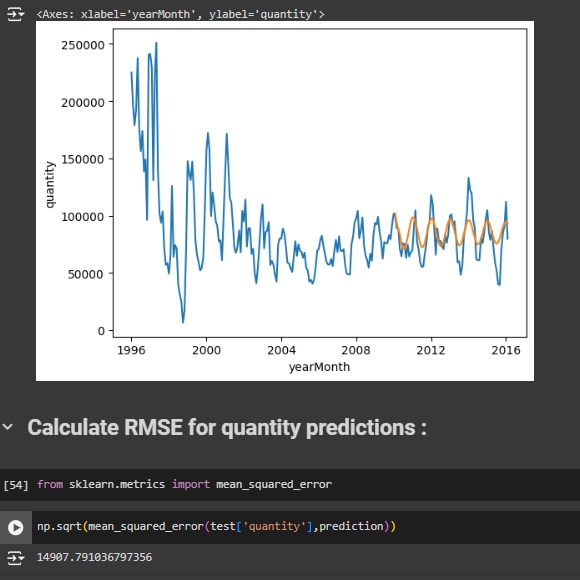 <Axes: xlabel='yearMonth', ylabel='quantity'>
250000
200000
150000
100000
50000
0
quantity
1996 2000 2004 2008 2012 2016
yearMonth
Calculate RMSE for quantity predictions :
[54] from sklearn.metrics import mean_squared_error
np.sqrt(mean_squared_error(test['quantity'],prediction))
14907.791036797356